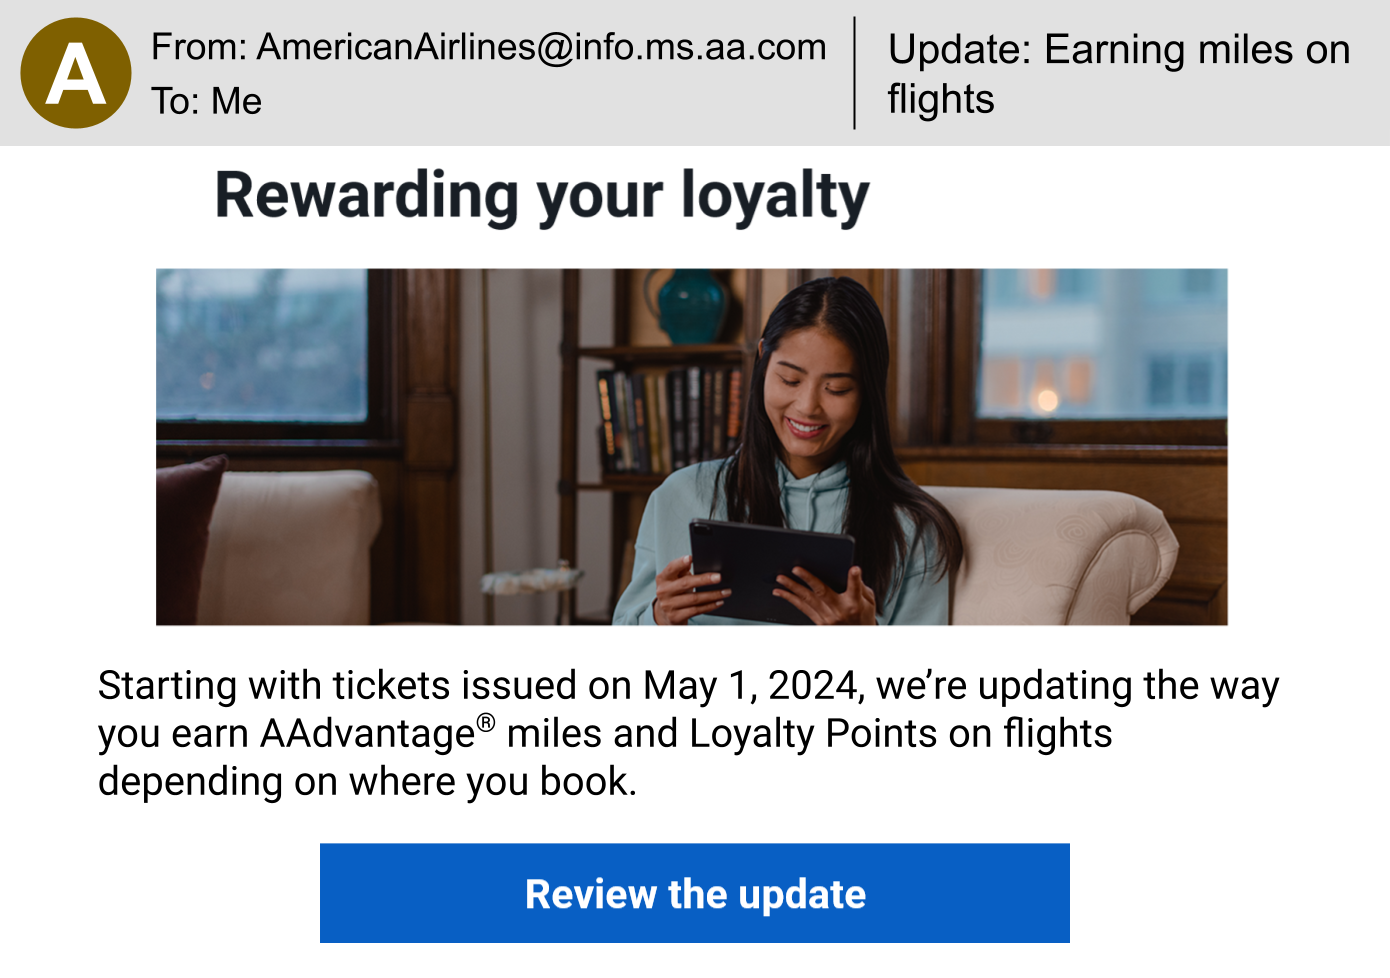 A
From: AmericanAirlines@info.ms.aa.com
To: Me
Update: Earning miles on
flights
Rewarding your loyalty
Starting with tickets issued on May 1, 2024, we’re updating the way
you earn AAdvantage® miles and Loyalty Points on flights
depending on where you book.
Review the update